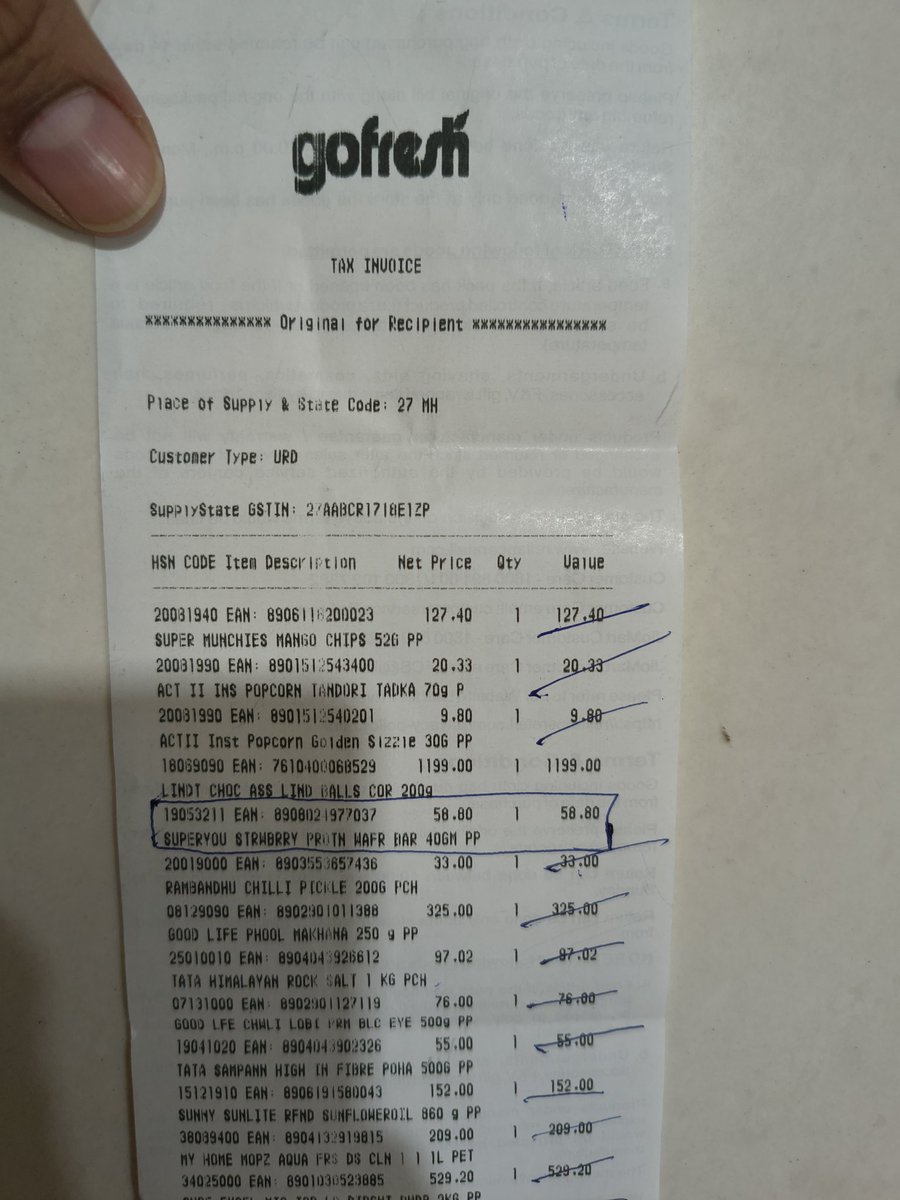 gofresh
TAX INVOICE
*************** Original for Recipient ****************
Place of Supply & State Code: 27 MH
Customer Type: URD
SupplyState GSTIN: 27AABCR1718E1ZP
HSN CODE Item Description Net Price Qty Value
20081940 EAN: 8906116200023 127.40 1 127.40
SUPER MUNCHIES MANGO CHIPS 52G PP
20081990 EAN: 8901512543400 20.33 1 20.33
ACT II INS POPCORN TANDORI TADKA 70g P
20081990 EAN: 8901512540201 9.80 1 9.80
ACTII Inst Popcorn Golden Sizzle 30G PP
18069090 EAN: 7610400068529 1199.00 1 1199.00
LINDT CHOC ASS LIND BALLS COR 200g
19053211 EAN: 8908024977037 58.80 1 58.80
SUPERYOU STRWBRRY PROTN WAFR BAR 40GM PP
20019000 EAN: 8903553657436 33.00 1 33.00
RAMBANDHU CHILLI PICKLE 200G PCH
08129090 EAN: 8902901011388 325.00 1 325.00
GOOD LIFE PHOOL MAKHANA 250 g PP
25010010 EAN: 8904043926612 97.02 1 97.02
TATA HIMALAYAN ROCK SALT 1 KG PCH
07131000 EAN: 8902901127119 76.00 1 76.00
GOOD LFE CHWLI LOBI PRM BLC EYE 500g PP
19041020 EAN: 8904043902326 55.00 1 55.00
TATA SAMPANN HIGH IN FIBRE POHA 500G PP
15121910 EAN: 8906191580043 152.00 1 152.00
SUNNY SUNLITE RFND SUNFLOWEROIL 860 g PP
38089400 EAN: 8904132919815 209.00 1 209.00
MY HOME MOPZ AQUA FRS DS CLN 1 1 1L PET
34025000 EAN: 8901030523885 529.20 1 529.20